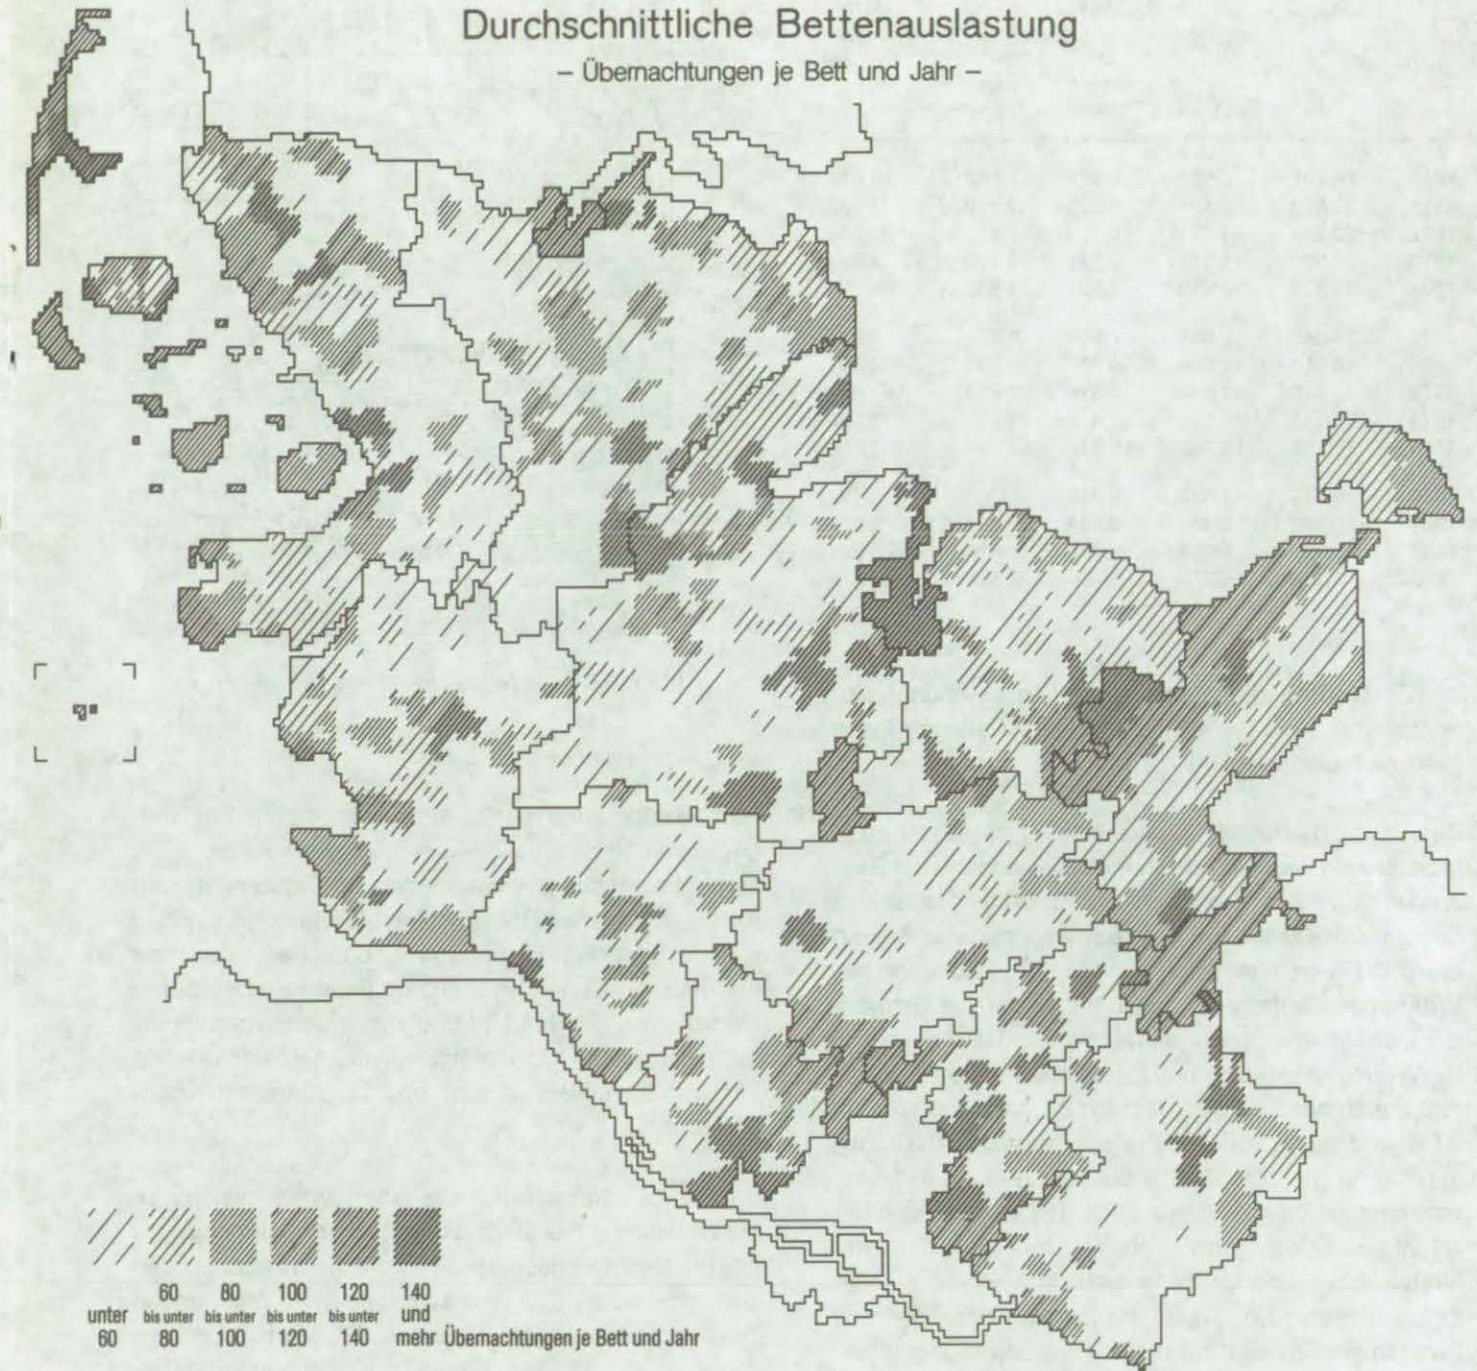 Durchschnittliche Bettenauslastung
– Übernachtungen je Bett und Jahr –
60 80 100 120 140
unter bis unter bis unter bis unter bis unter und
60 80 100 120 140 mehr Übernachtungen je Bett und Jahr